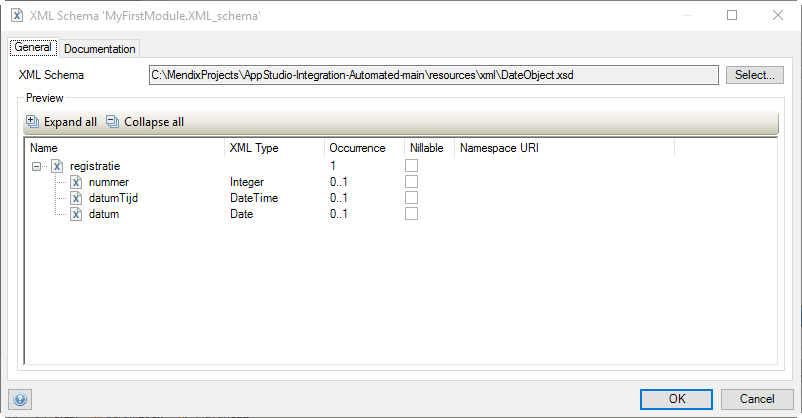 XML Schema 'MyFirstModule.XML_schema'
General Documentation
XML Schema C:\MendixProjects\AppStudio-Integration-Automated-main\resources\xml\DateObject.xsd Select...
Preview
Expand all Collapse all
Name XML Type Occurrence Nillable Namespace URI
registratie 1
nummer Integer 0..1
datumTijd DateTime 0..1
datum Date 0..1
OK Cancel